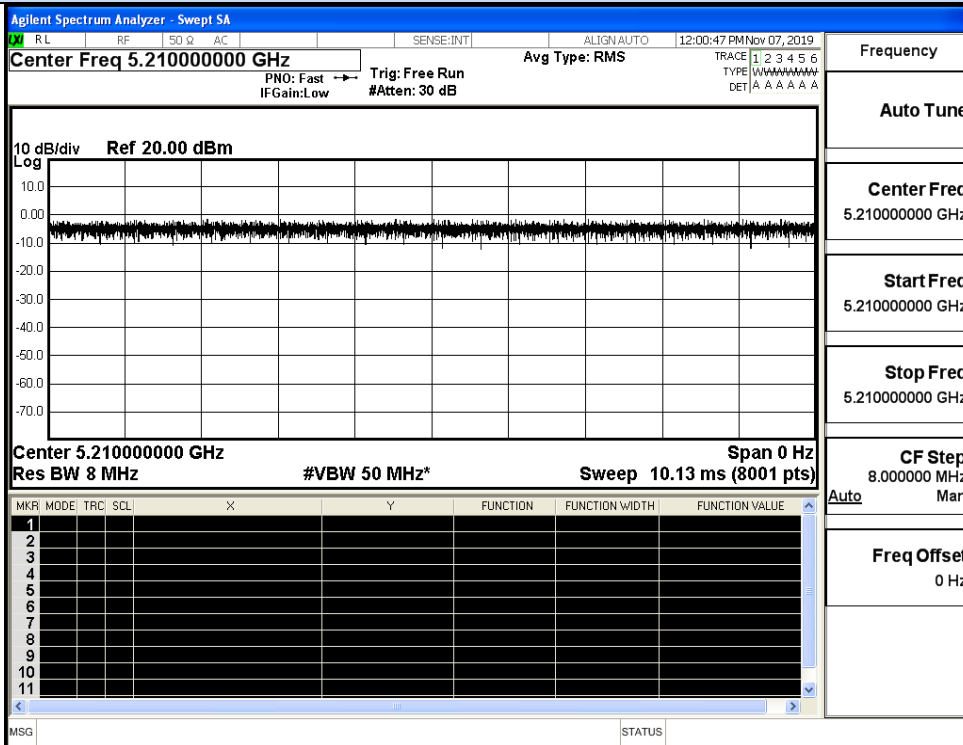 Agilent Spectrum Analyzer - Swept SA
LXI RL RF 50 Ω AC SENSE:INT ALIGN AUTO 12:00:47 PM Nov 07, 2019
Center Freq 5.210000000 GHz Avg Type: RMS TRACE 1 2 3 4 5 6
PNO: Fast Trig: Free Run TYPE WWWWWW
IFGain:Low #Atten: 30 dB DET A A A A A A
10 dB/div Ref 20.00 dBm
Log
10.0
0.00
-10.0
-20.0
-30.0
-40.0
-50.0
-60.0
-70.0
Center 5.210000000 GHz Span 0 Hz
Res BW 8 MHz #VBW 50 MHz* Sweep 10.13 ms (8001 pts)
MKR MODE TRC SCL X Y FUNCTION FUNCTION WIDTH FUNCTION VALUE
1
2
3
4
5
6
7
8
9
10
11
MSG STATUS
Frequency
Auto Tune
Center Freq
5.210000000 GHz
Start Freq
5.210000000 GHz
Stop Freq
5.210000000 GHz
CF Step
8.000000 MHz
Auto Man
Freq Offset
0 Hz